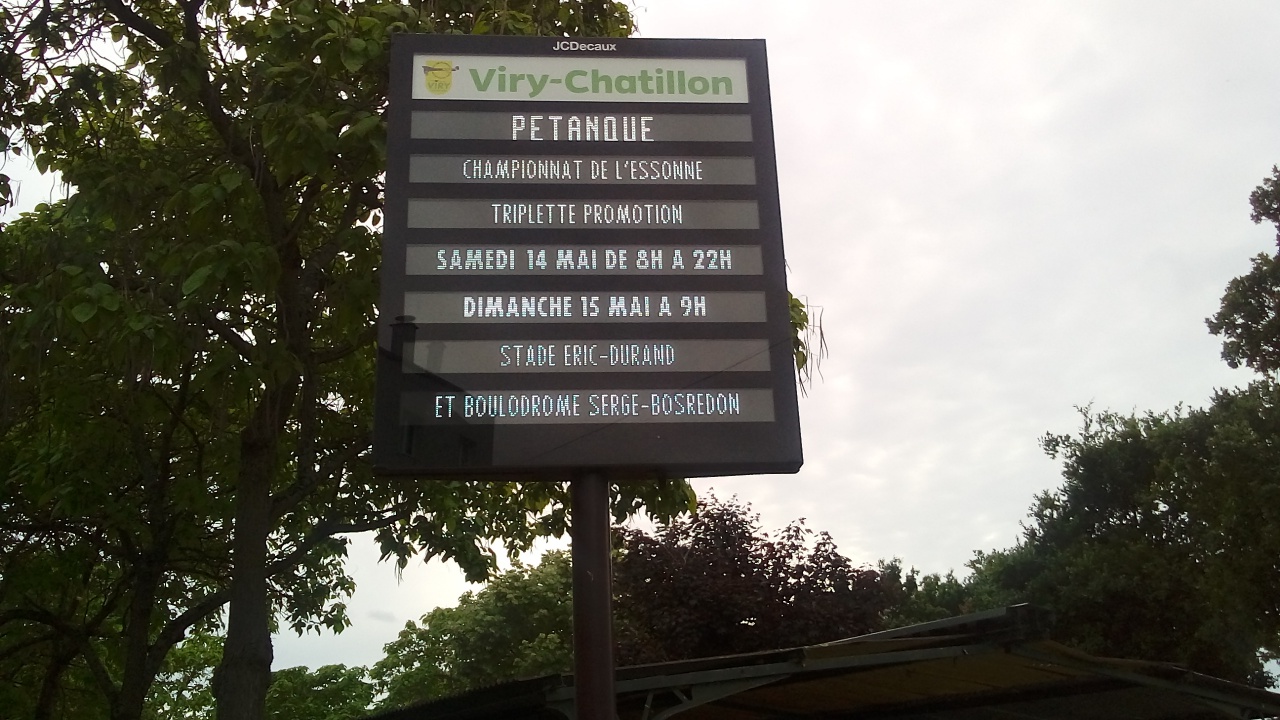 JCDecaux
VIRY Viry-Chatillon
PETANQUE
CHAMPIONNAT DE L'ESSONNE
TRIPLETTE PROMOTION
SAMEDI 14 MAI DE 8H A 22H
DIMANCHE 15 MAI A 9H
STADE ERIC-DURAND
ET BOULODROME SERGE-BOSREDON